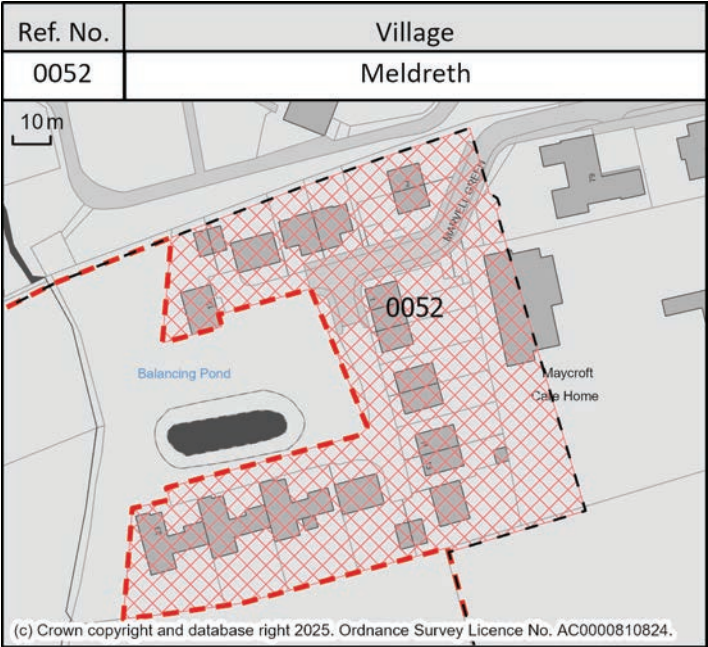 Ref. No. Village
0052 Meldreth
10 m
MARVELL GREEN
0052
Balancing Pond
Maycroft
Care Home
(c) Crown copyright and database right 2025. Ordnance Survey Licence No. AC0000810824.